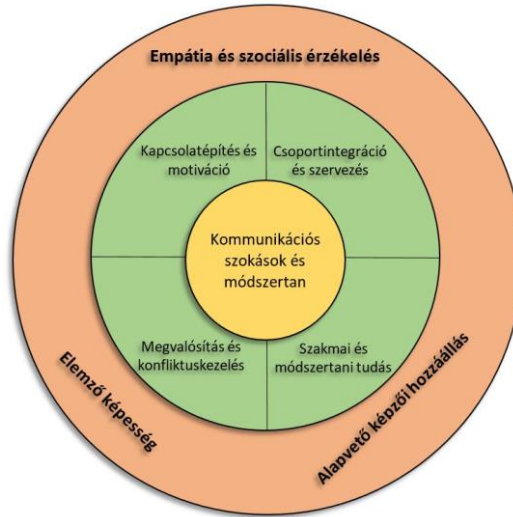 Empátia és szociális érzékelés
Kapcsolatépítés és
motiváció
Csoportintegráció
és szervezés
Kommunikációs
szokások és
módszertan
Megvalósítás és
konfliktuskezelés
Szakmai és
módszertani tudás
Elemző képesség
Alapvető képzői hozzáállás